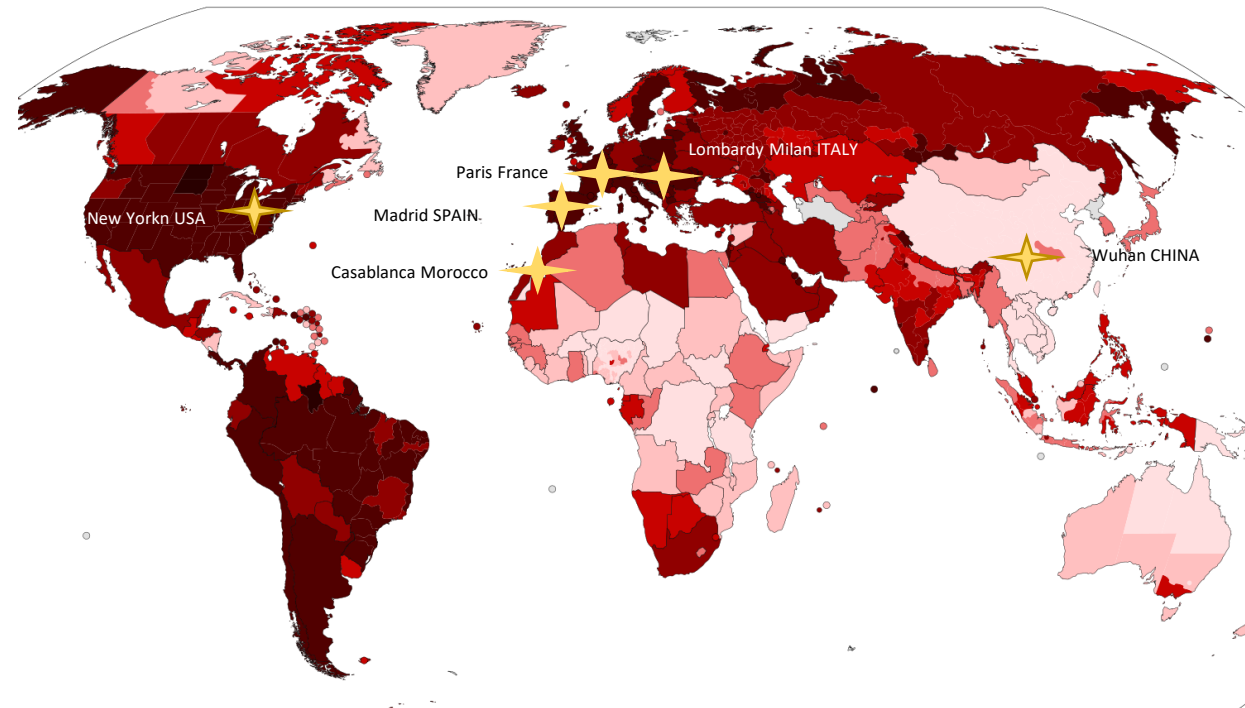 Lombardy Milan ITALY
Paris France
New Yorkn USA
Madrid SPAIN
Wuhan CHINA
Casablanca Morocco